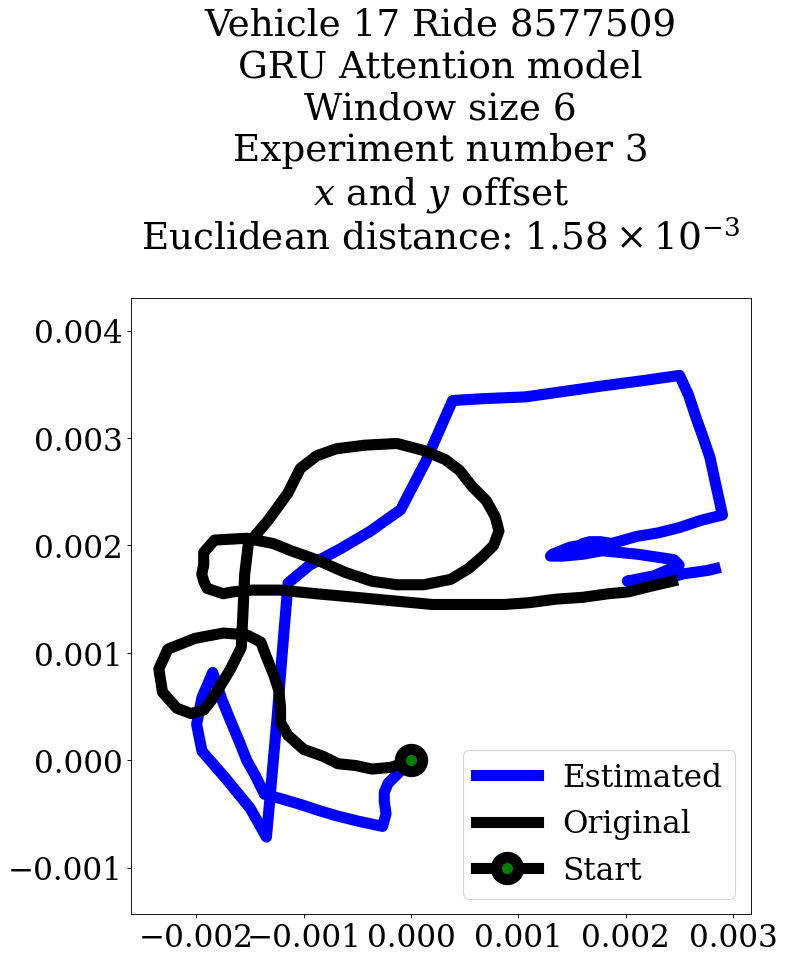 Vehicle 17 Ride 8577509
GRU Attention model
Window size 6
Experiment number 3
x and y offset
Euclidean distance: 1.58 × 10⁻³
0.004
0.003
0.002
0.001
0.000
−0.001
Estimated
Original
Start
−0.002 −0.001 0.000 0.001 0.002 0.003